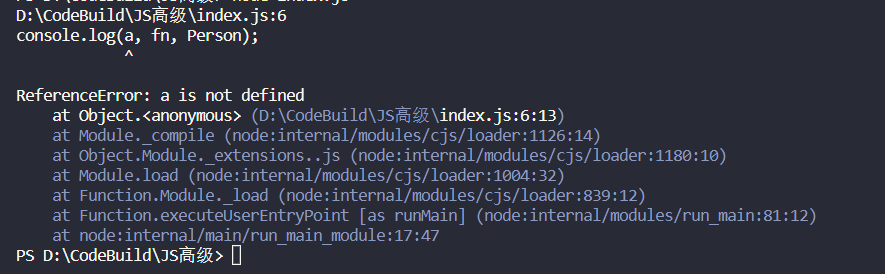 D:\CodeBuild\JS高级\index.js:6
console.log(a, fn, Person);
            ^
ReferenceError: a is not defined
    at Object.<anonymous> (D:\CodeBuild\JS高级\index.js:6:13)
    at Module._compile (node:internal/modules/cjs/loader:1126:14)
    at Object.Module._extensions..js (node:internal/modules/cjs/loader:1180:10)
    at Module.load (node:internal/modules/cjs/loader:1004:32)
    at Function.Module._load (node:internal/modules/cjs/loader:839:12)
    at Function.executeUserEntryPoint [as runMain] (node:internal/modules/run_main:81:12)
    at node:internal/main/run_main_module:17:47
PS D:\CodeBuild\JS高级>